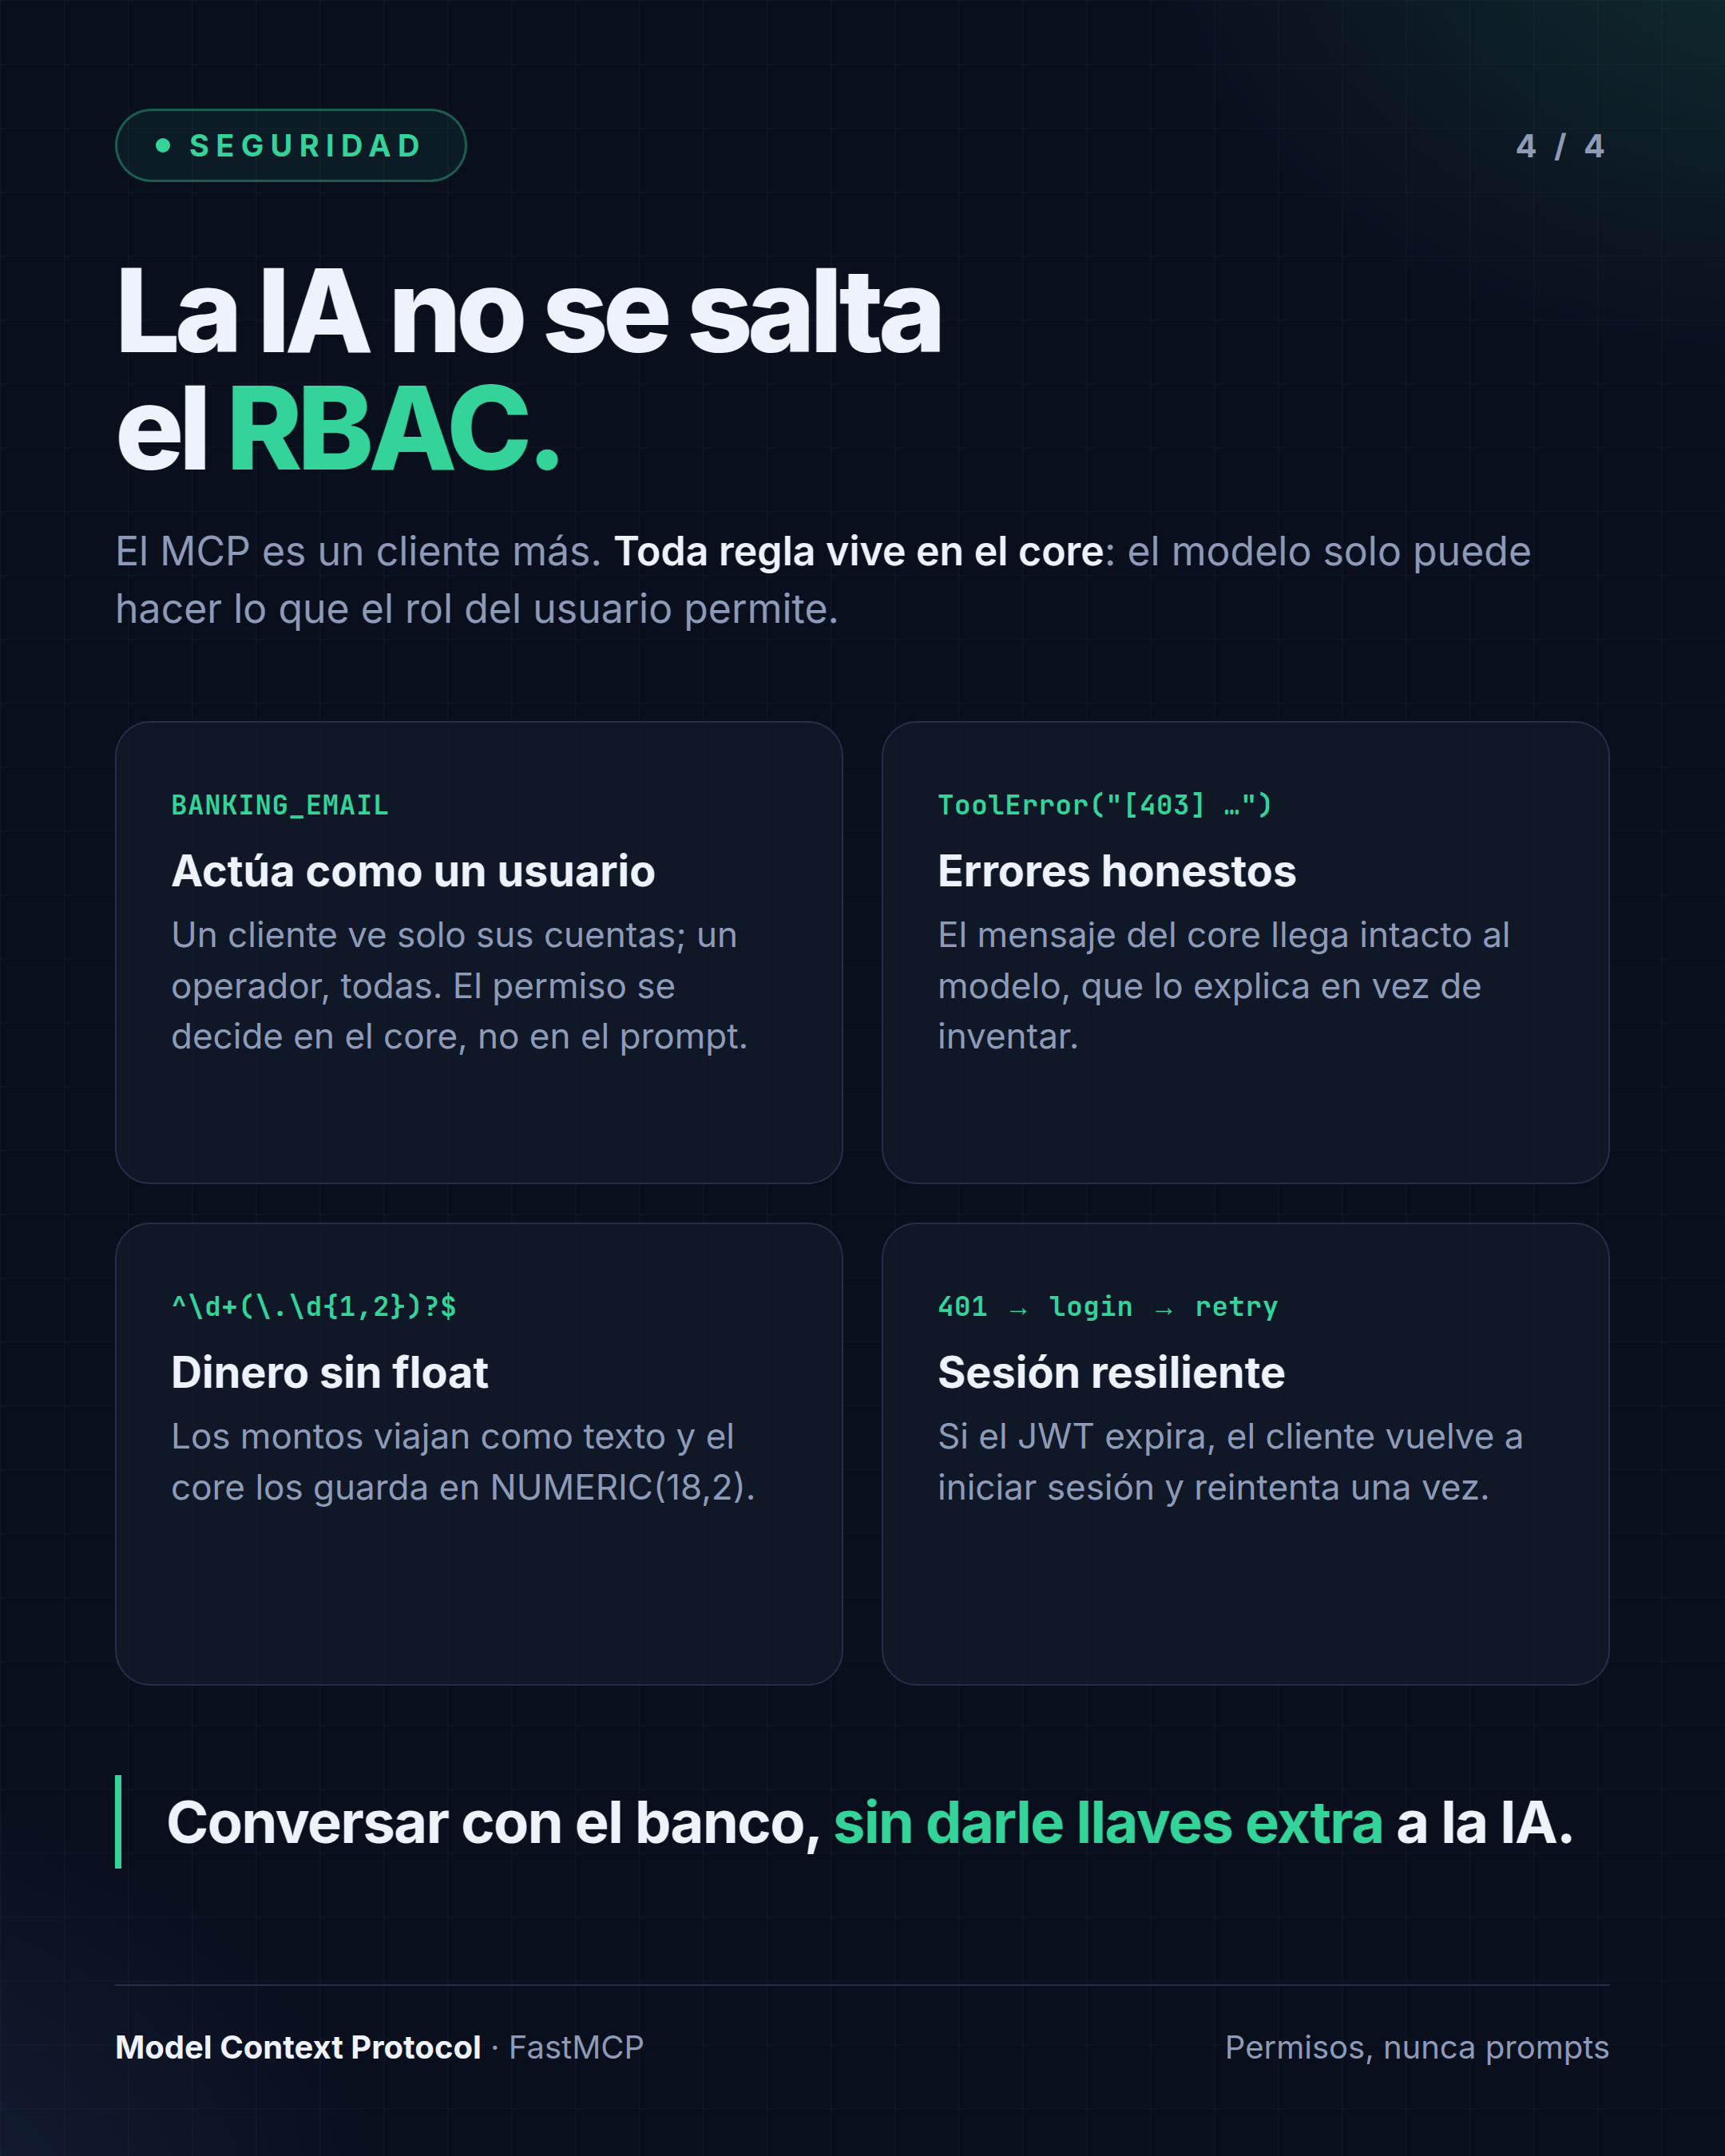 SEGURIDAD
4 / 4
La IA no se salta
el RBAC.
El MCP es un cliente más. Toda regla vive en el core: el modelo solo puede
hacer lo que el rol del usuario permite.
BANKING_EMAIL
Actúa como un usuario
Un cliente ve solo sus cuentas; un
operador, todas. El permiso se
decide en el core, no en el prompt.
ToolError("[403] …")
Errores honestos
El mensaje del core llega intacto al
modelo, que lo explica en vez de
inventar.
^\d+(\.\d{1,2})?$
Dinero sin float
Los montos viajan como texto y el
core los guarda en NUMERIC(18,2).
401 → login → retry
Sesión resiliente
Si el JWT expira, el cliente vuelve a
iniciar sesión y reintenta una vez.
Conversar con el banco, sin darle llaves extra a la IA.
Model Context Protocol · FastMCP
Permisos, nunca prompts